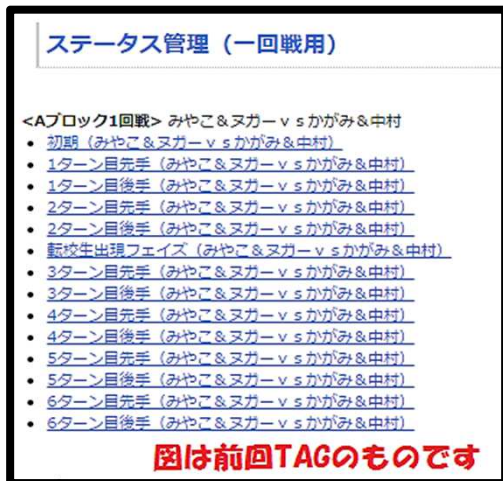 ステータス管理（一回戦用）
<Aブロック1回戦> みやこ＆ヌガーｖｓかがみ＆中村
• 初期（みやこ＆ヌガーｖｓかがみ＆中村）
• 1ターン目先手（みやこ＆ヌガーｖｓかがみ＆中村）
• 1ターン目後手（みやこ＆ヌガーｖｓかがみ＆中村）
• 2ターン目先手（みやこ＆ヌガーｖｓかがみ＆中村）
• 2ターン目後手（みやこ＆ヌガーｖｓかがみ＆中村）
• 転校生出現フェイズ（みやこ＆ヌガーｖｓかがみ＆中村）
• 3ターン目先手（みやこ＆ヌガーｖｓかがみ＆中村）
• 3ターン目後手（みやこ＆ヌガーｖｓかがみ＆中村）
• 4ターン目先手（みやこ＆ヌガーｖｓかがみ＆中村）
• 4ターン目後手（みやこ＆ヌガーｖｓかがみ＆中村）
• 5ターン目先手（みやこ＆ヌガーｖｓかがみ＆中村）
• 5ターン目後手（みやこ＆ヌガーｖｓかがみ＆中村）
• 6ターン目先手（みやこ＆ヌガーｖｓかがみ＆中村）
• 6ターン目後手（みやこ＆ヌガーｖｓかがみ＆中村）
図は前回TAGのものです